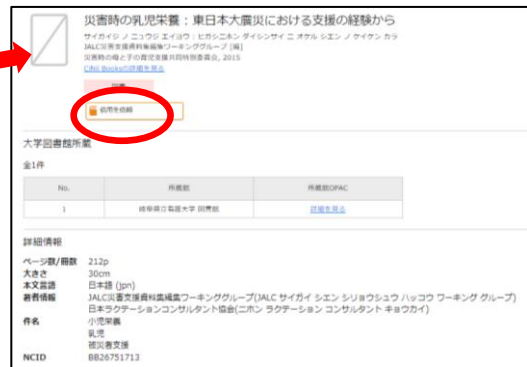 災害時の乳児栄養：東日本大震災における支援の経験から
サイガイジ ノ ニュウジ エイヨウ : ヒガシニホン ダイシンサイ ニ オケル シエン ノ ケイケン カラ
JALC災害支援資料集編集ワーキンググループ [編]
災害時の母と子の育児支援共同特別委員会, 2015
CiNii Booksの詳細を見る
図書
借用を依頼
大学図書館所蔵
全1件
No. 所蔵館 所蔵館OPAC
1 岐阜県立看護大学 図書館 詳細を見る
詳細情報
ページ数/冊数 212p
大きさ 30cm
本文言語 日本語 (jpn)
著者情報 JALC災害支援資料集編集ワーキンググループ(JALC サイガイ シエン シリョウシュウ ハッコウ ワーキング グループ)
日本ラクテーションコンサルタント協会(ニホン ラクテーション コンサルタント キョウカイ)
件名 小児栄養
乳児
被災者支援
NCID BB26751713